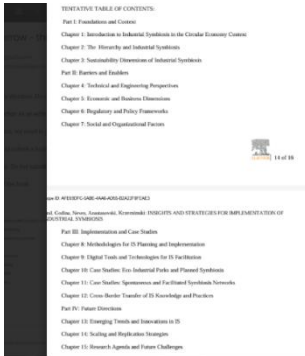 TENTATIVE TABLE OF CONTENTS:
Part I: Foundations and Context
Chapter 1: Introduction to Industrial Symbiosis in the Circular Economy Context
Chapter 2: The Hierarchy and Industrial Symbiosis
Chapter 3: Sustainability Dimensions of Industrial Symbiosis
Part II: Barriers and Enablers
Chapter 4: Technical and Engineering Perspectives
Chapter 5: Economic and Business Dimensions
Chapter 6: Regulatory and Policy Frameworks
Chapter 7: Social and Organizational Factors
14 of 16
INSIGHTS AND STRATEGIES FOR IMPLEMENTATION OF
INDUSTRIAL SYMBIOSIS
Part III: Implementation and Case Studies
Chapter 8: Methodologies for IS Planning and Implementation
Chapter 9: Digital Tools and Technologies for IS Facilitation
Chapter 10: Case Studies: Eco-Industrial Parks and Planned Symbiosis
Chapter 11: Case Studies: Spontaneous and Facilitated Symbiosis Networks
Chapter 12: Cross-Border Transfer of IS Knowledge and Practices
Part IV: Future Directions
Chapter 13: Emerging Trends and Innovations in IS
Chapter 14: Scaling and Replication Strategies
Chapter 15: Research Agenda and Future Challenges